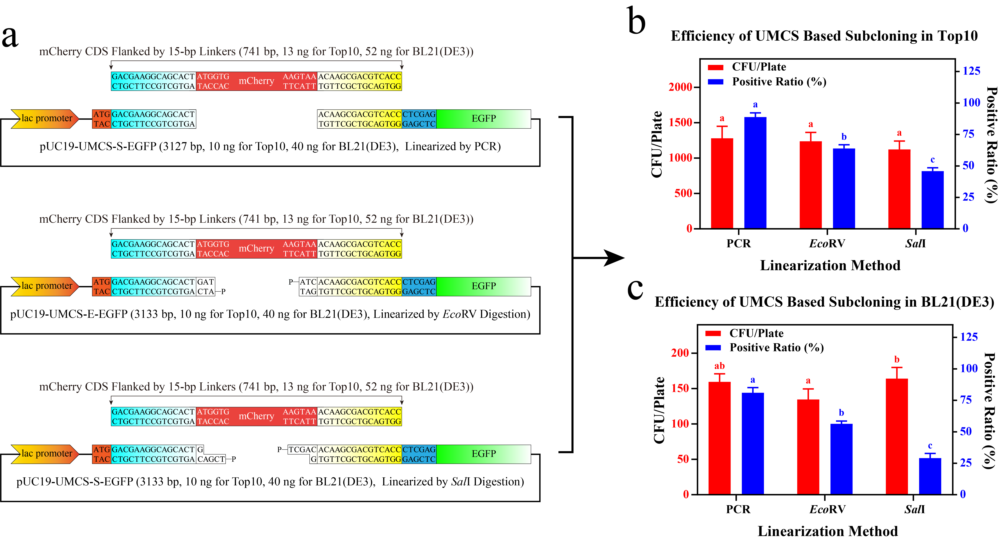 a
mCherry CDS Flanked by 15-bp Linkers (741 bp, 13 ng for Top10, 52 ng for BL21(DE3))
GACGAAGGCAGCACT ATGGTG mCherry AAGTAA ACAAGCGACGTCACC
CTGCTTCCGTCGTGA TACCAC TTCATT TGTTCGCTGCAGTGG
lac promoter ATG GACGAAGGCAGCACT ACAAGCGACGTCACC CTCGAG EGFP
TAC CTGCTTCCGTCGTGA TGTTCGCTGCAGTGG GAGCTC
pUC19-UMCS-S-EGFP (3127 bp, 10 ng for Top10, 40 ng for BL21(DE3), Linearized by PCR)
mCherry CDS Flanked by 15-bp Linkers (741 bp, 13 ng for Top10, 52 ng for BL21(DE3))
GACGAAGGCAGCACT ATGGTG mCherry AAGTAA ACAAGCGACGTCACC
CTGCTTCCGTCGTGA TACCAC TTCATT TGTTCGCTGCAGTGG
lac promoter ATG GACGAAGGCAGCACT GAT P ATC ACAAGCGACGTCACC CTCGAG EGFP
TAC CTGCTTCCGTCGTGA CTA P TAG TGTTCGCTGCAGTGG GAGCTC
pUC19-UMCS-E-EGFP (3133 bp, 10 ng for Top10, 40 ng for BL21(DE3), Linearized by EcoRV Digestion)
mCherry CDS Flanked by 15-bp Linkers (741 bp, 13 ng for Top10, 52 ng for BL21(DE3))
GACGAAGGCAGCACT ATGGTG mCherry AAGTAA ACAAGCGACGTCACC
CTGCTTCCGTCGTGA TACCAC TTCATT TGTTCGCTGCAGTGG
lac promoter ATG GACGAAGGCAGCACT G P TCGAC ACAAGCGACGTCACC CTCGAG EGFP
TAC CTGCTTCCGTCGTGA CAGCT P G TGTTCGCTGCAGTGG GAGCTC
pUC19-UMCS-S-EGFP (3133 bp, 10 ng for Top10, 40 ng for BL21(DE3), Linearized by SalI Digestion)
b
Efficiency of UMCS Based Subcloning in Top10
CFU/Plate
Positive Ratio (%)
CFU/Plate
2000
1500
1000
500
0
a
a
a
b
a
c
125
100
75
50
25
0
Positive Ratio (%)
PCR EcoRV SalI
Linearization Method
c
Efficiency of UMCS Based Subcloning in BL21(DE3)
CFU/Plate
Positive Ratio (%)
CFU/Plate
200
150
100
50
0
ab
a
a
b
b
c
125
100
75
50
25
0
Positive Ratio (%)
PCR EcoRV SalI
Linearization Method